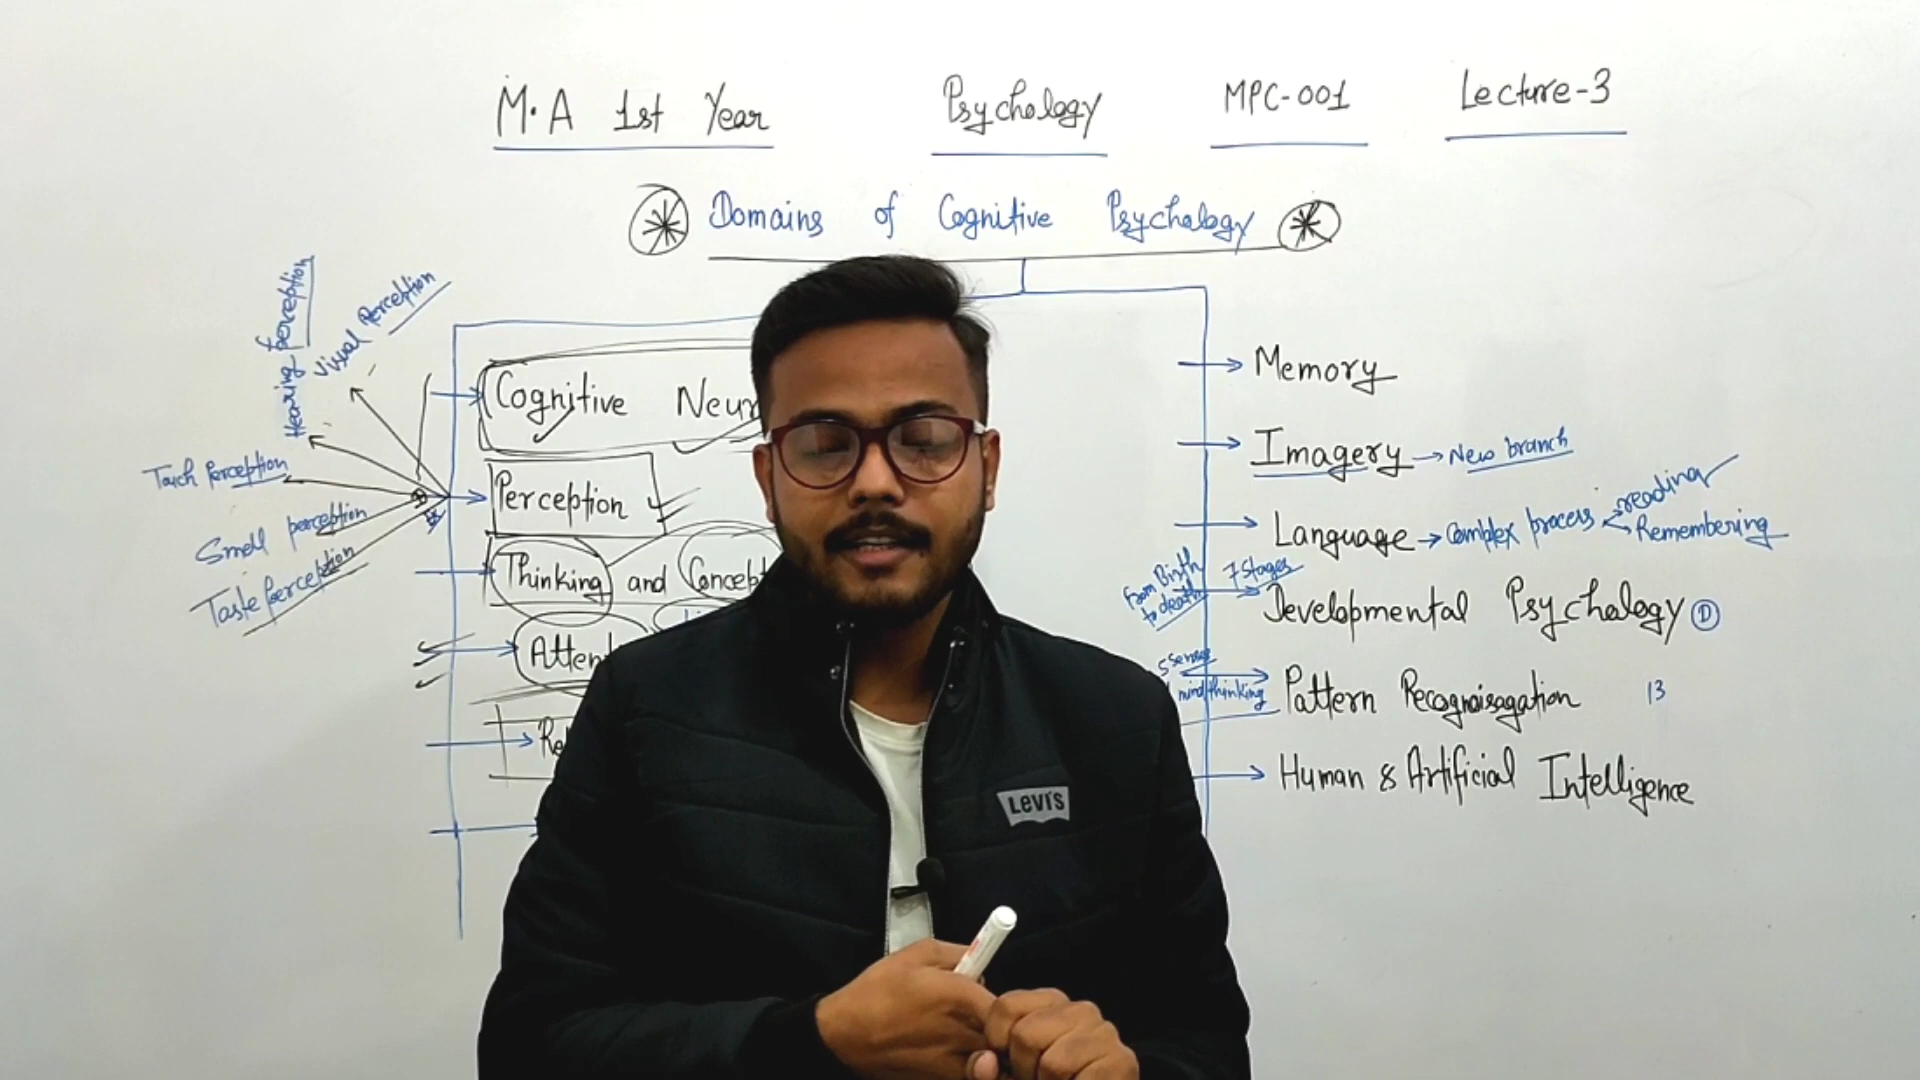 M.A 1st Year Psychology MPC-001 Lecture-3
Domains of Cognitive Psychology
Hearing perception
Visual Perception
Touch Perception
Smell perception
Taste perception
Cognitive Neur
Perception
Thinking and Concept
Atten
Memory
Imagery → New branch
Language → Complex process reading
Remembering
from Birth to death
7 Stages
Developmental Psychology D
5 sense
mind thinking
Pattern 13
Human & Artificial Intelligence
Levi's